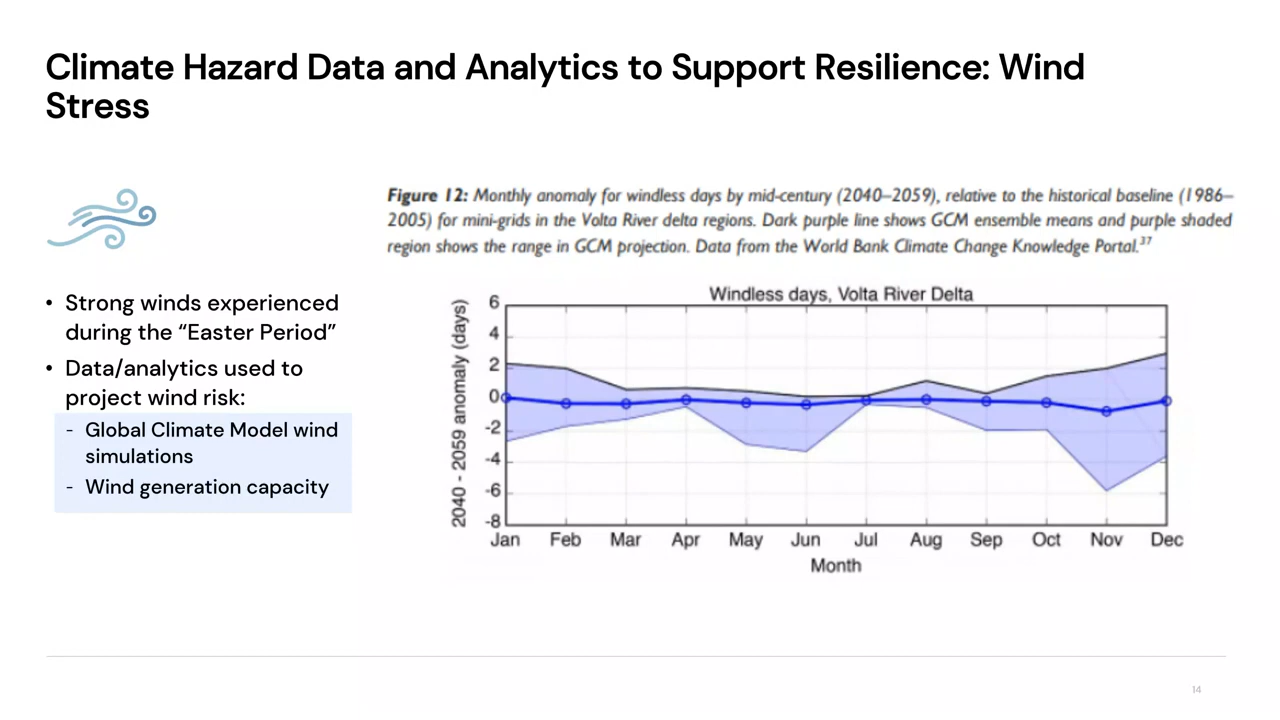 Climate Hazard Data and Analytics to Support Resilience: Wind
Stress
Figure 12: Monthly anomaly for windless days by mid-century (2040–2059), relative to the historical baseline (1986–
2005) for mini-grids in the Volta River delta regions. Dark purple line shows GCM ensemble means and purple shaded
region shows the range in GCM projection. Data from the World Bank Climate Change Knowledge Portal.37
• Strong winds experienced
during the “Easter Period”
• Data/analytics used to
project wind risk:
- Global Climate Model wind
simulations
- Wind generation capacity
Windless days, Volta River Delta
2040 - 2059 anomaly (days)
6
4
2
0
-2
-4
-6
-8
Jan Feb Mar Apr May Jun Jul Aug Sep Oct Nov Dec
Month
14